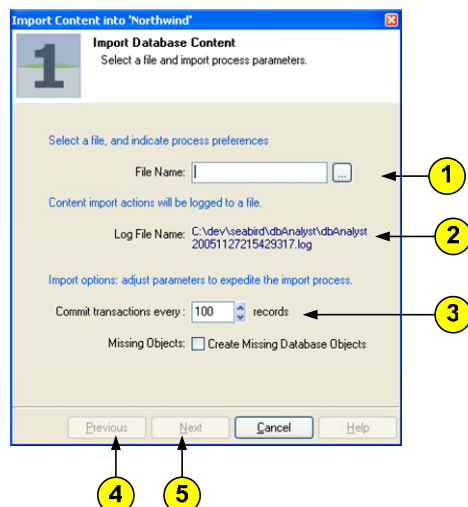 Import Content into 'Northwind'
1
Import Database Content
Select a file and import process parameters.
Select a file, and indicate process preferences
File Name:
...
1
Content import actions will be logged to a file.
Log File Name: C:\dev\seabird\dbAnalyst\dbAnalyst
20051127215429317.log
2
Import options: adjust parameters to expedite the import process.
Commit transactions every : 100 records
3
Missing Objects: Create Missing Database Objects
Previous Next Cancel Help
4 5